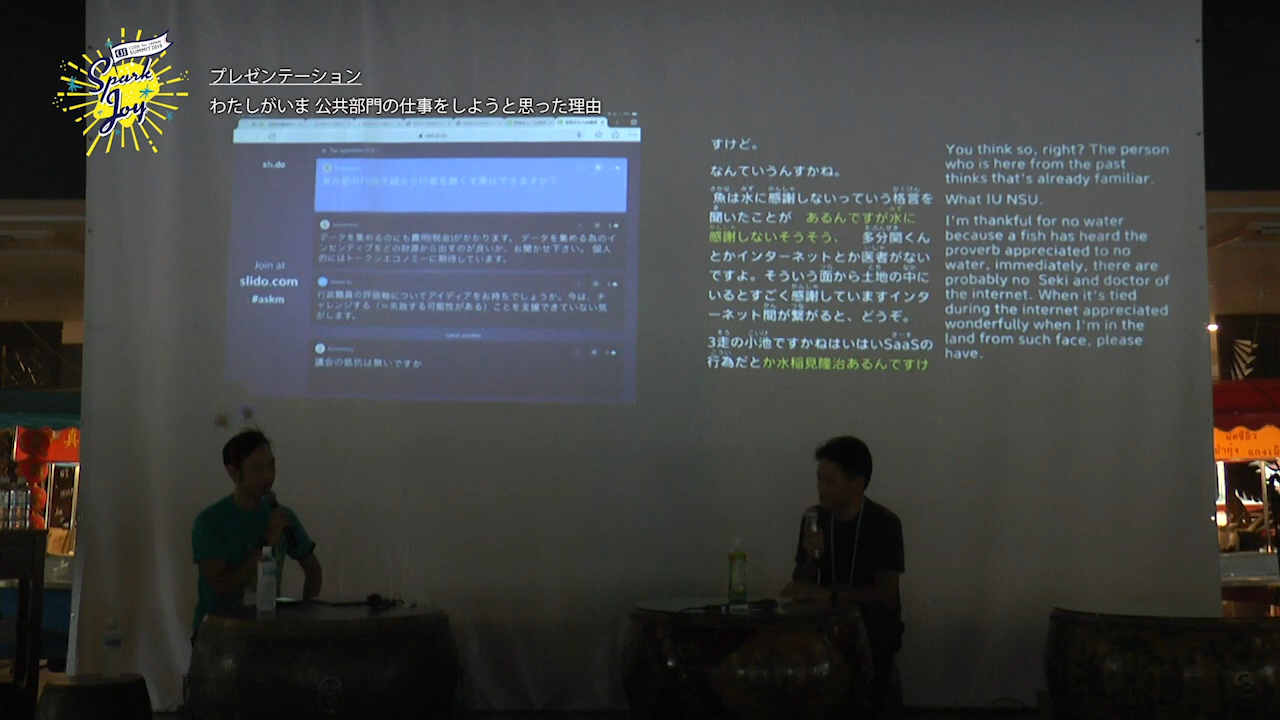 CODE for JAPAN
SUMMIT 2019
Spark
Joy
プレゼンテーション
わたしがいま 公共部門の仕事をしようと思った理由
sli.do
データを集めるのにも費用(税金)がかかります。 データを集める為のイ
ンセンティブをどの財源から出すのが良いか、お聞かせ下さい。 個人
的にはトークンエコノミーに期待しています。
行政職員の評価軸についてアイディアをお持ちでしょうか。今は、チ
ャレンジする（＝失敗する可能性がある）ことを支援できていない気
がします。
議会の抵抗は無いですか
Join at
slido.com
#askm
すけど。
なんていうんすかね。
魚は水に感謝しないっていう格言を
聞いたことが あるんですが水に
感謝しないそうそう、 多分関くん
とかインターネットとか医者がない
ですよ。そういう面から土地の中に
いるとすごく感謝していますインタ
ーネット間が繋がると、どうぞ。
3走の小池ですかねはいはいSaaSの
行為だとか水稲見隆治あるんですけ
You think so, right? The person
who is here from the past
thinks that's already familiar.
What IU NSU.
I'm thankful for no water
because a fish has heard the
proverb appreciated to no
water, immediately, there are
probably no Seki and doctor of
the internet. When it's tied
during the internet appreciated
wonderfully when I'm in the
land from such face, please
have.